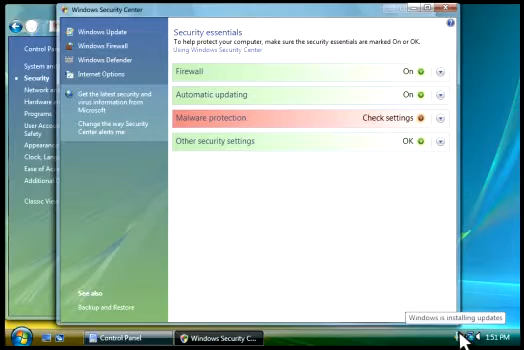 Windows Security Center
Windows Update
Windows Firewall
Windows Defender
Internet Options
Get the latest security and
virus information from
Microsoft
Change the way Security
Center alerts me
See also
Backup and Restore
Security essentials
To help protect your computer, make sure the security essentials are marked On or OK.
Using Windows Security Center
Firewall On
Automatic updating On
Malware protection Check settings
Other security settings OK
Control Pa
System an
Security
Network a
Hardware
Programs
User Accou
Safety
Appearanc
Clock, Lan
Ease of Ac
Additional
Classic View
Windows is installing updates
Control Panel
Windows Security C...
1:51 PM